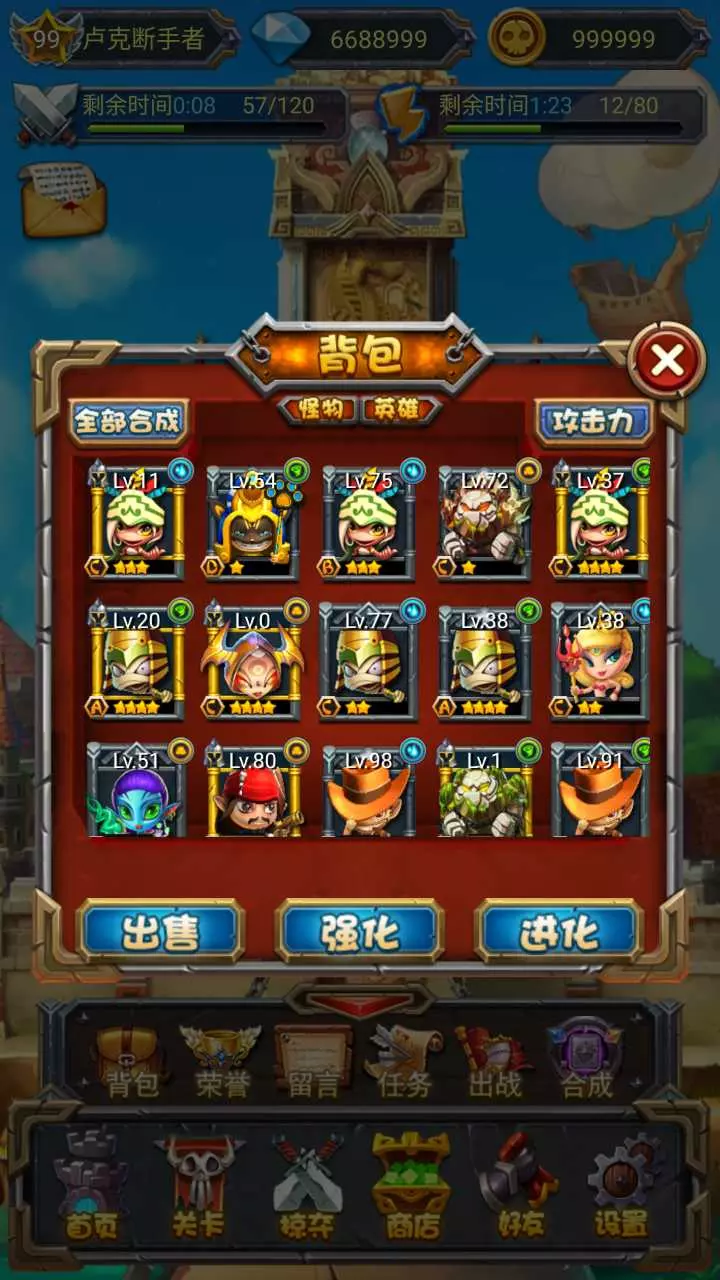 99 卢克断手者 6688999 999999
剩余时间0:08 57/120 剩余时间1:23 12/80
背包
怪物 英雄
全部合成 攻击力
Lv.11 Lv.54 Lv.75 Lv.72 Lv.37
C D B C C
Lv.20 Lv.0 Lv.77 Lv.38 Lv.38
A C C A C
Lv.51 Lv.80 Lv.98 Lv.1 Lv.91
出售 强化 进化
背包 荣誉 留言 任务 出战 合成
首页 关卡 掠夺 商店 好友 设置